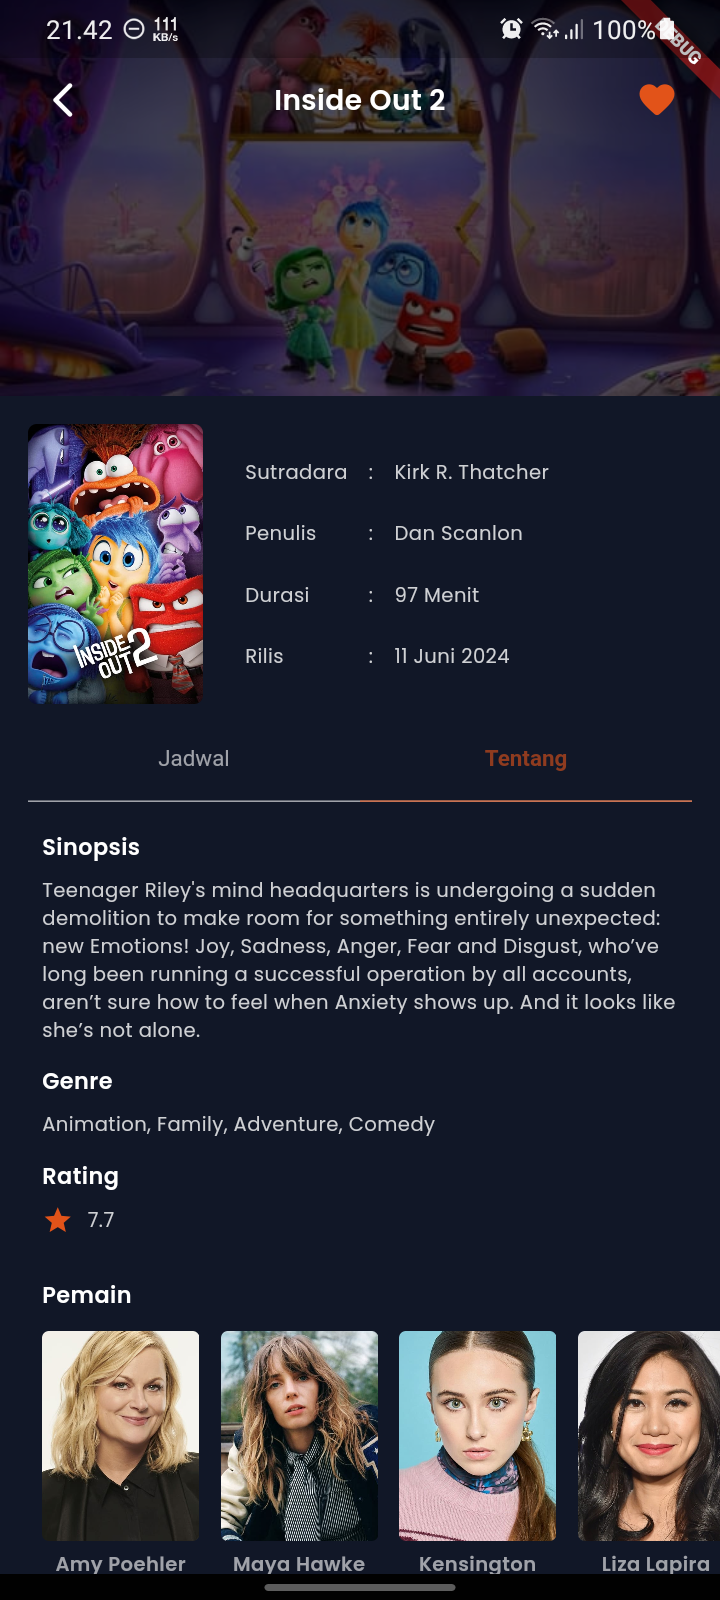 21.42 111 KB/s 100%
BUG
Inside Out 2
INSIDE OUT 2
Sutradara : Kirk R. Thatcher
Penulis : Dan Scanlon
Durasi : 97 Menit
Rilis : 11 Juni 2024
Jadwal Tentang
Sinopsis
Teenager Riley's mind headquarters is undergoing a sudden
demolition to make room for something entirely unexpected:
new Emotions! Joy, Sadness, Anger, Fear and Disgust, who’ve
long been running a successful operation by all accounts,
aren’t sure how to feel when Anxiety shows up. And it looks like
she’s not alone.
Genre
Animation, Family, Adventure, Comedy
Rating
7.7
Pemain
Amy Poehler Maya Hawke Kensington Liza Lapira